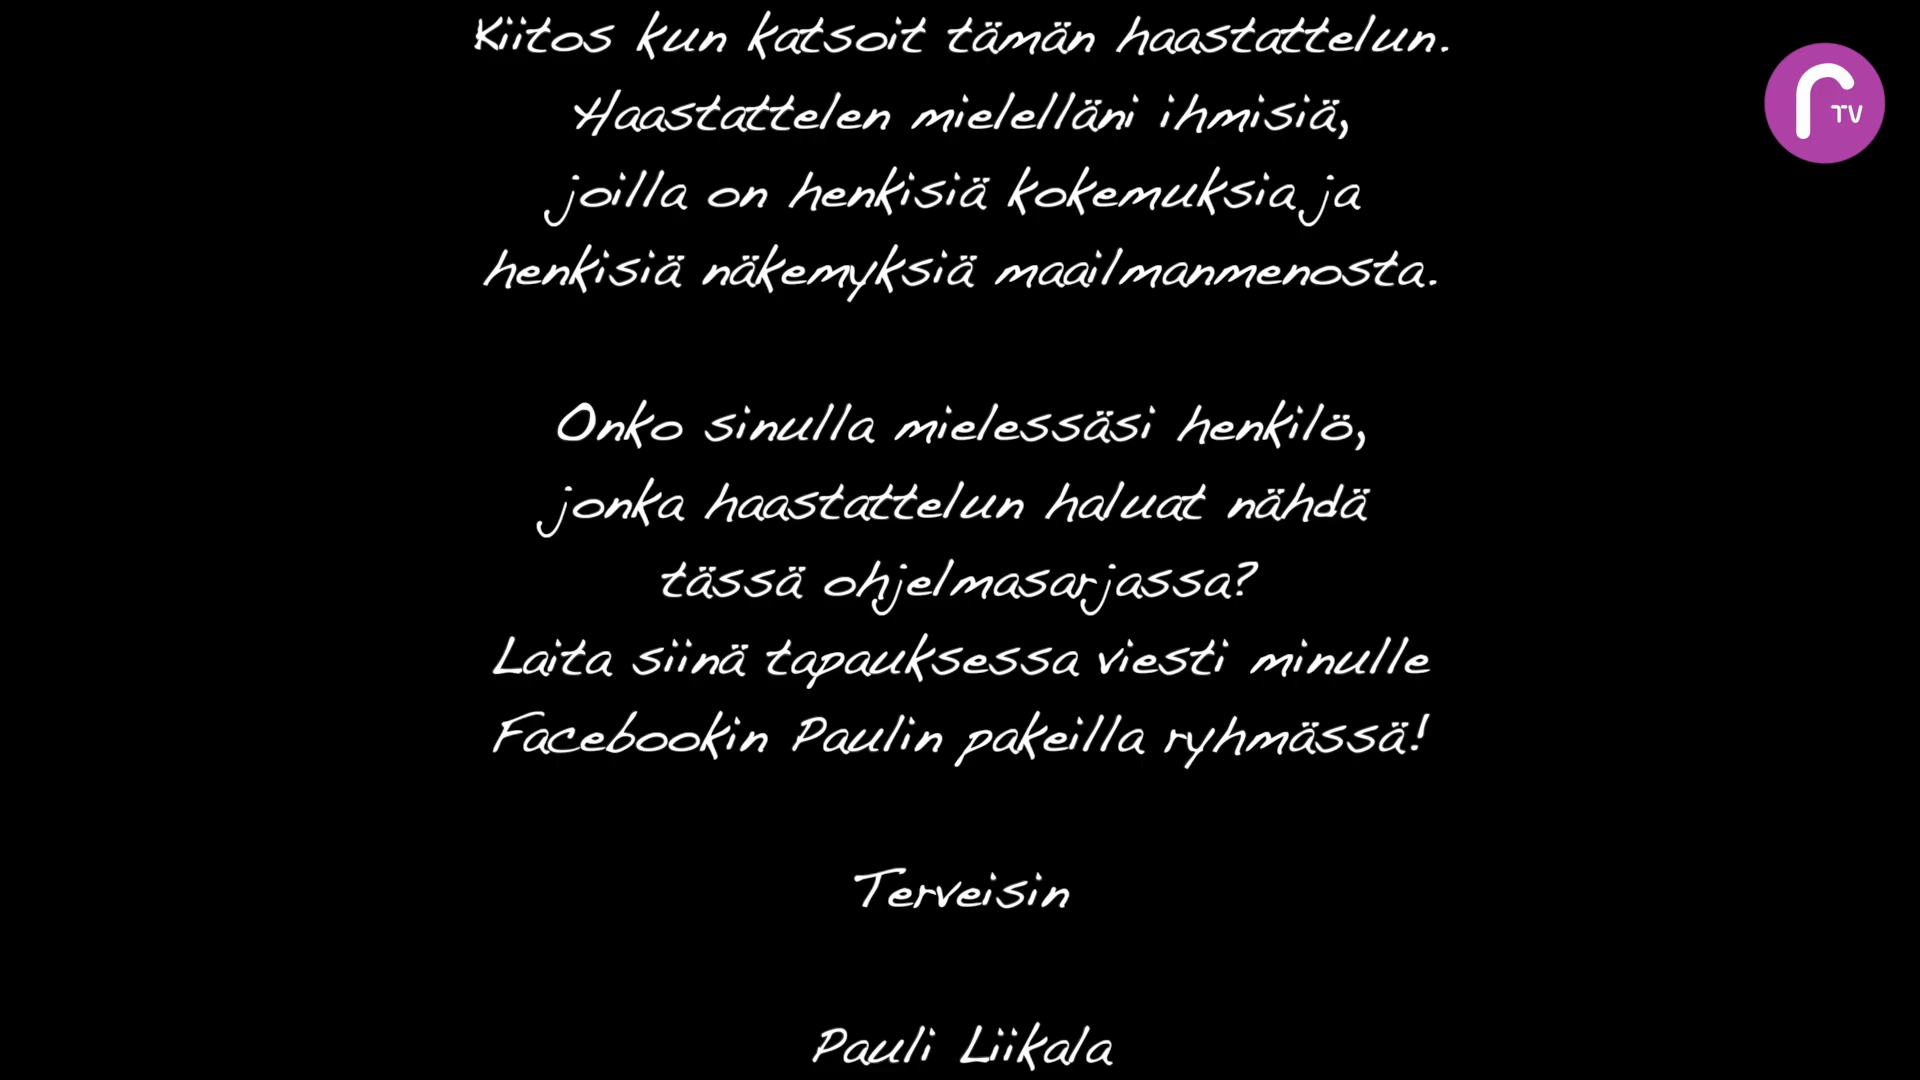 Kiitos kun katsoit tämän haastattelun.
Haastattelen mielelläni ihmisiä,
joilla on henkisiä kokemuksia ja
henkisiä näkemyksiä maailmanmenosta.
Onko sinulla mielessäsi henkilö,
jonka haastattelun haluat nähdä
tässä ohjelmasarjassa?
Laita siinä tapauksessa viesti minulle
Facebookin Paulin pakeilla ryhmässä!
Terveisin
Pauli Liikala
r TV